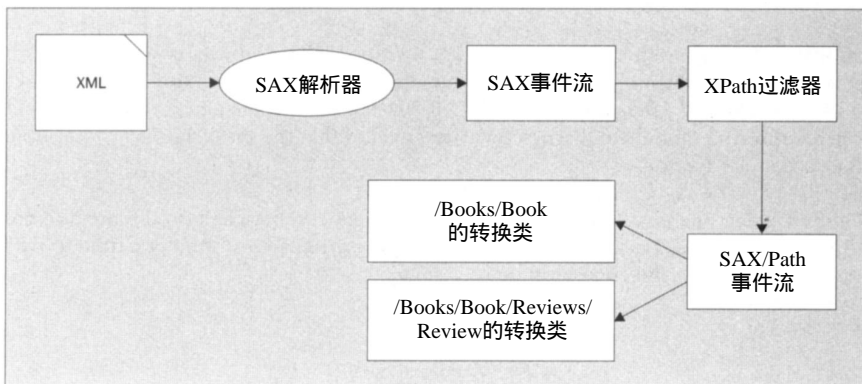 XML
SAX解析器
SAX事件流
XPath过滤器
/Books/Book
的转换类
SAX/Path
事件流
/Books/Book/Reviews/
Review的转换类